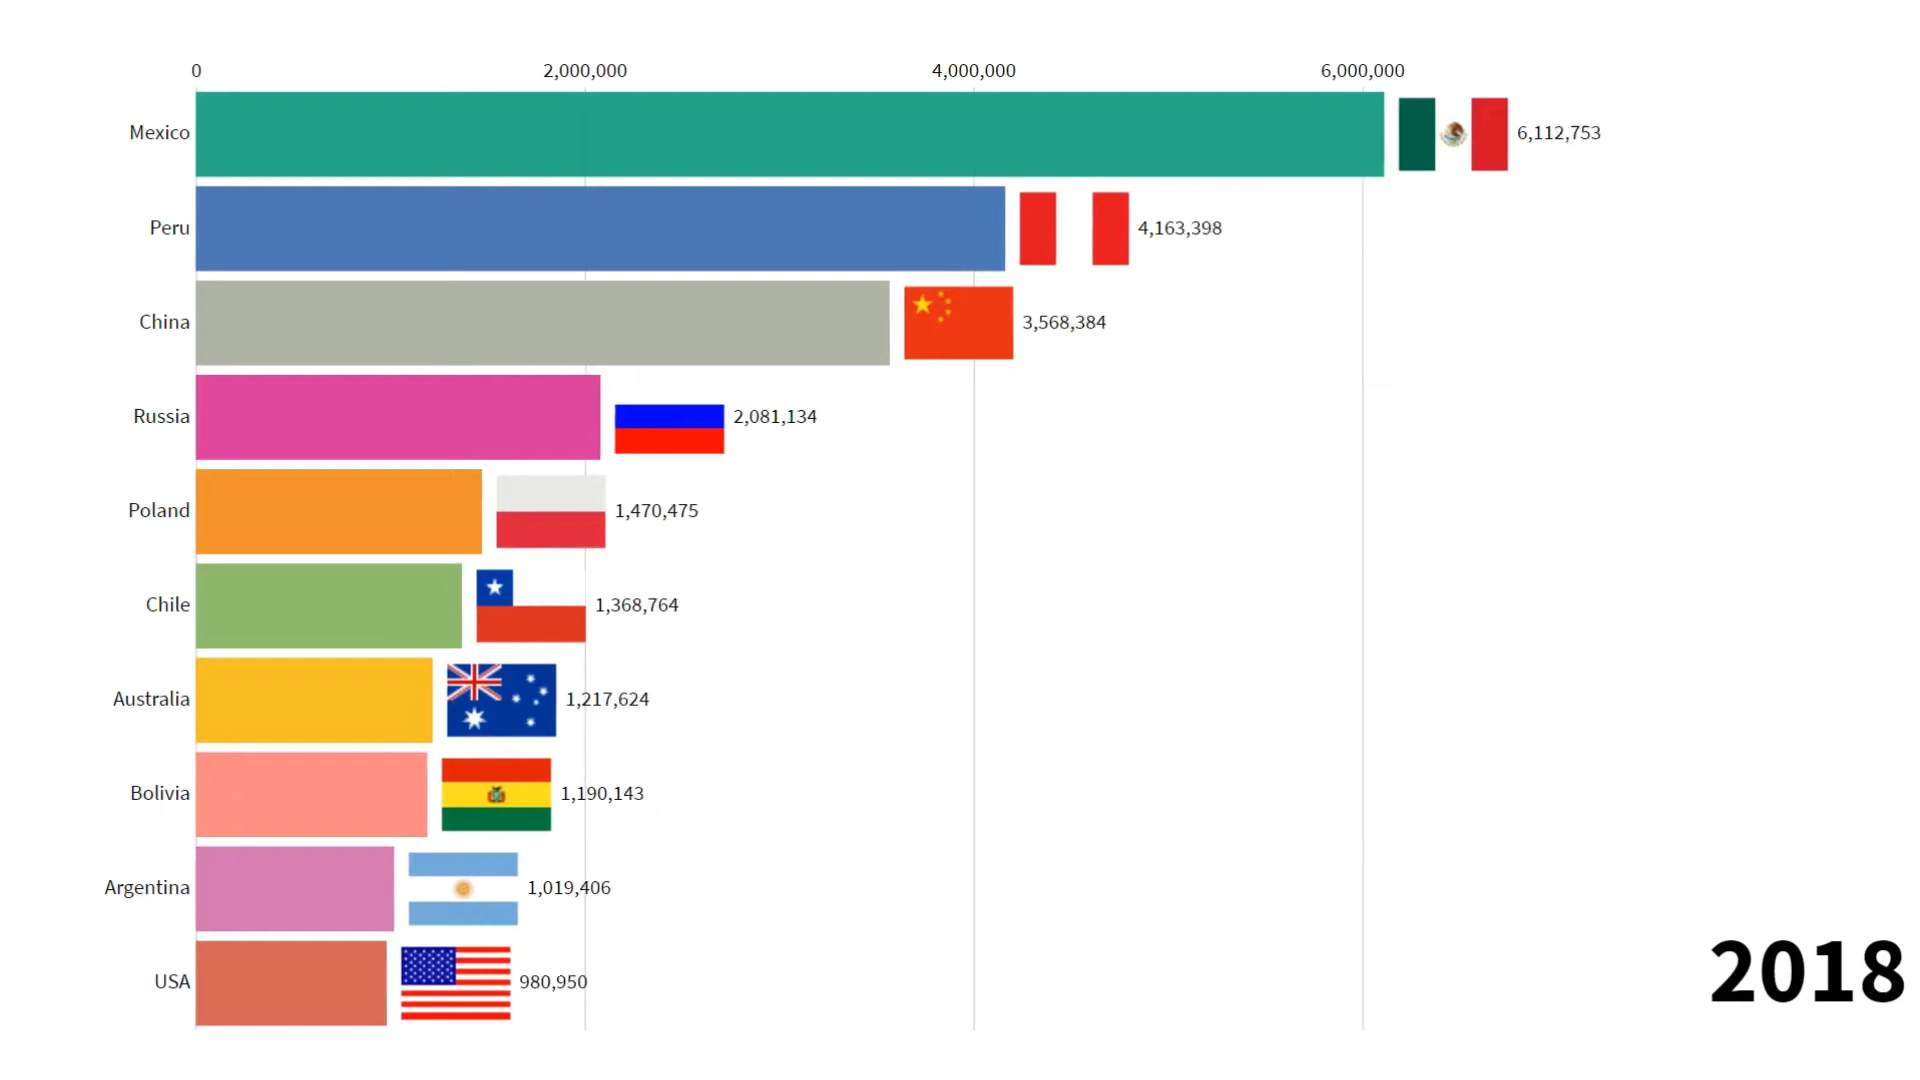 0 2,000,000 4,000,000 6,000,000
Mexico 6,112,753
Peru 4,163,398
China 3,568,384
Russia 2,081,134
Poland 1,470,475
Chile 1,368,764
Australia 1,217,624
Bolivia 1,190,143
Argentina 1,019,406
USA 980,950
2018